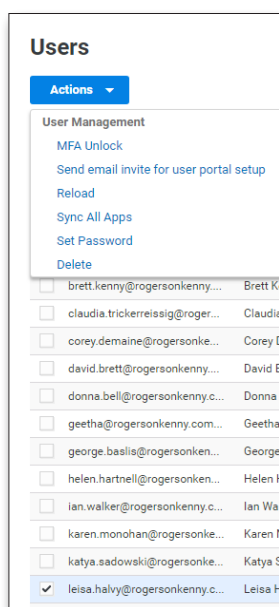 Users
Actions
User Management
MFA Unlock
Send email invite for user portal setup
Reload
Sync All Apps
Set Password
Delete
brett.kenny@rogersonkenny.... Brett K
claudia.trickerreissig@roger... Claudia
corey.demaine@rogersonke... Corey D
david.brett@rogersonkenny.... David B
donna.bell@rogersonkenny.c... Donna
geetha@rogersonkenny.com... Geetha
george.baslis@rogersonken... George
helen.hartnell@rogersonken... Helen H
ian.walker@rogersonkenny.c... Ian Wa
karen.monohan@rogersonke... Karen M
katya.sadowski@rogersonke... Katya S
leisa.halvy@rogersonkenny.c... Leisa H